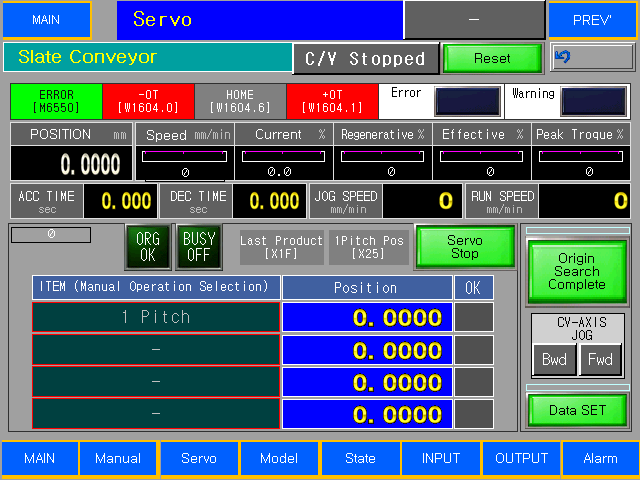 MAIN
Servo
—
PREV'
Slate Conveyor
C/V Stopped
Reset
ERROR
[M6550]
-OT
[W1604.0]
HOME
[W1604.6]
+OT
[W1604.1]
Error
Warning
POSITION mm
Speed mm/min
Current %
Regenerative %
Effective %
Peak Troque %
0.0000
0
0.0
0
0
0
ACC TIME
sec
0.000
DEC TIME
sec
0.000
JOG SPEED
mm/min
0
RUN SPEED
mm/min
0
0
ORG
OK
BUSY
OFF
Last Product
[X1F]
1Pitch Pos
[X25]
Servo
Stop
Origin
Search
Complete
ITEM (Manual Operation Selection)
Position
OK
1 Pitch
0.0000
—
0.0000
—
0.0000
—
0.0000
CV-AXIS
JOG
Bwd
Fwd
Data SET
MAIN
Manual
Servo
Model
State
INPUT
OUTPUT
Alarm